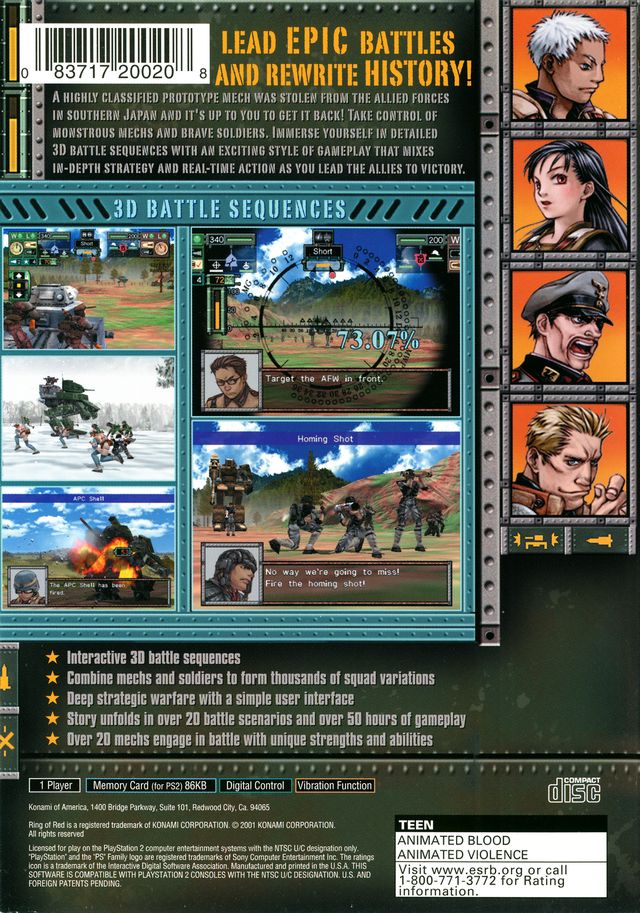 0 83717 20020 8
LEAD EPIC BATTLES
AND REWRITE HISTORY!
A HIGHLY CLASSIFIED PROTOTYPE MECH WAS STOLEN FROM THE ALLIED FORCES
IN SOUTHERN JAPAN AND IT'S UP TO YOU TO GET IT BACK! TAKE CONTROL OF
MONSTROUS MECHS AND BRAVE SOLDIERS. IMMERSE YOURSELF IN DETAILED
3D BATTLE SEQUENCES WITH AN EXCITING STYLE OF GAMEPLAY THAT MIXES
IN-DEPTH STRATEGY AND REAL-TIME ACTION AS YOU LEAD THE ALLIES TO VICTORY.
3D BATTLE SEQUENCES
340
Short
200
340
Short
200
4 72
73.07%
Target the AFW in front.
Homing Shot
No way we're going to miss!
Fire the homing shot!
APC Shell
The APC Shell has been
fired.
★ Interactive 3D battle sequences
★ Combine mechs and soldiers to form thousands of squad variations
★ Deep strategic warfare with a simple user interface
★ Story unfolds in over 20 battle scenarios and over 50 hours of gameplay
★ Over 20 mechs engage in battle with unique strengths and abilities
1 Player
Memory Card (for PS2) 86KB
Digital Control
Vibration Function
COMPACT
disc
Konami of America, 1400 Bridge Parkway, Suite 101, Redwood City, Ca. 94065
Ring of Red is a registered trademark of KONAMI CORPORATION. © 2001 KONAMI CORPORATION.
All rights reserved
Licensed for play on the PlayStation 2 computer entertainment systems with the NTSC U/C designation only.
"PlayStation" and the "PS" Family logo are registered trademarks of Sony Computer Entertainment Inc. The ratings
icon is a trademark of the Interactive Digital Software Association. Manufactured and printed in the U.S.A. THIS
SOFTWARE IS COMPATIBLE WITH PLAYSTATION 2 CONSOLES WITH THE NTSC U/C DESIGNATION. U.S. AND
FOREIGN PATENTS PENDING.
TEEN
ANIMATED BLOOD
ANIMATED VIOLENCE
Visit www.esrb.org or call
1-800-771-3772 for Rating
information.